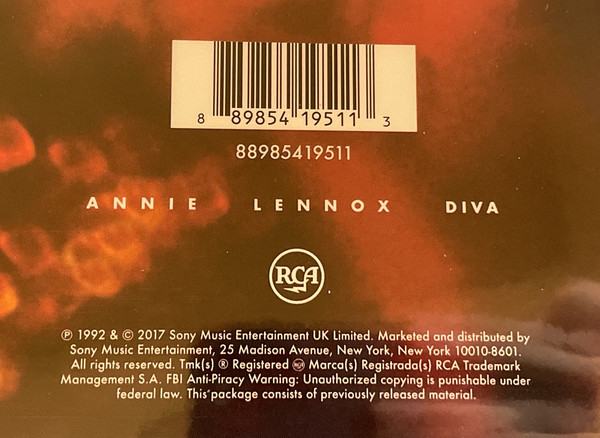 8 89854 19511 3
88985419511
ANNIE LENNOX DIVA
RCA
℗ 1992 & © 2017 Sony Music Entertainment UK Limited. Marketed and distributed by
Sony Music Entertainment, 25 Madison Avenue, New York, New York 10010-8601.
All rights reserved. Tmk(s) ® Registered RCA Marca(s) Registrada(s) RCA Trademark
Management S.A. FBI Anti-Piracy Warning: Unauthorized copying is punishable under
federal law. This package consists of previously released material.